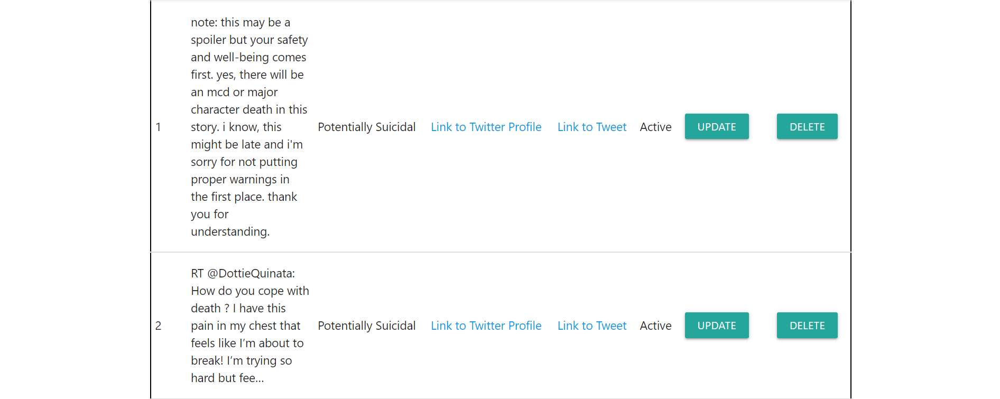 note: this may be a
spoiler but your safety
and well-being comes
first. yes, there will be
an mcd or major
character death in this
story. i know, this
might be late and i'm
sorry for not putting
proper warnings in
the first place. thank
you for
understanding.
1
Potentially Suicidal
Link to Twitter Profile
Link to Tweet
Active
UPDATE
DELETE
RT @DottieQuinata:
How do you cope with
death ? I have this
pain in my chest that
feels like I’m about to
break! I’m trying so
hard but fee…
2
Potentially Suicidal
Link to Twitter Profile
Link to Tweet
Active
UPDATE
DELETE